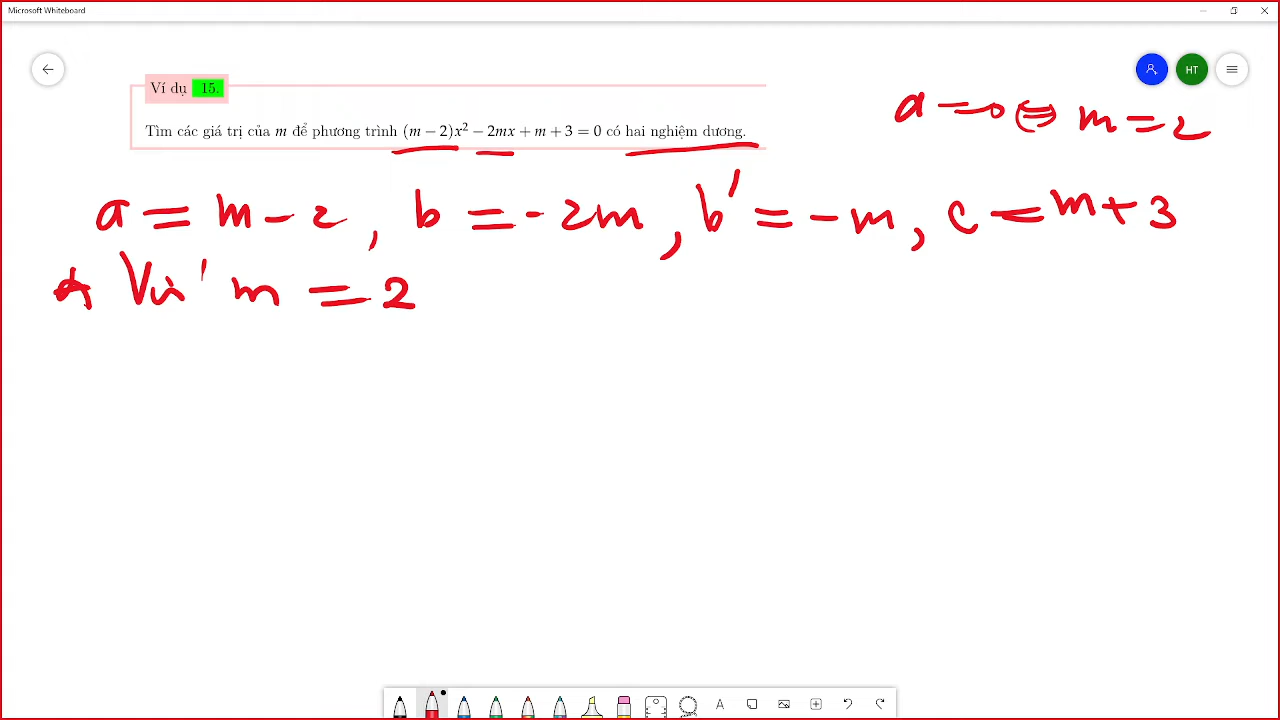 Microsoft Whiteboard
HT
Ví dụ 15.
Tìm các giá trị của m để phương trình (m − 2)x² − 2mx + m + 3 = 0 có hai nghiệm dương.
a = 0 ⇔ m = 2
a = m - 2, b = - 2m, b' = - m, c = m + 3
* Với m = 2
A